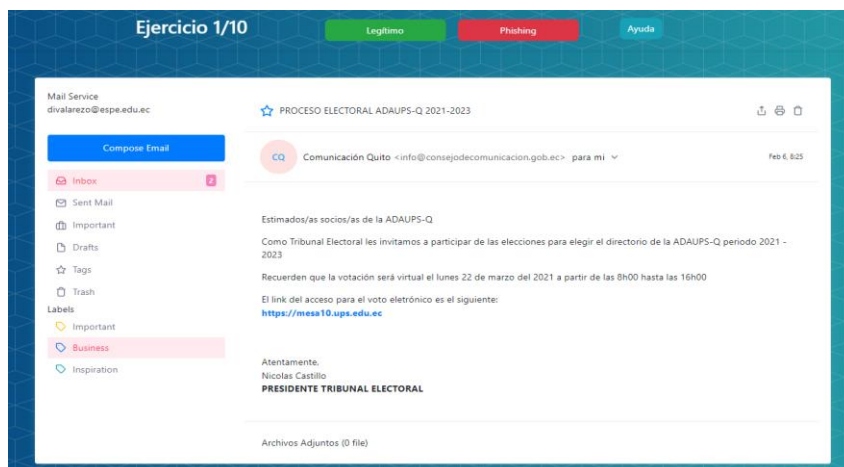 Ejercicio 1/10
Legítimo
Phishing
Ayuda
Mail Service
divalarezo@espe.edu.ec
Compose Email
Inbox
2
Sent Mail
Important
Drafts
Tags
Trash
Labels
Important
Business
Inspiration
PROCESO ELECTORAL ADAUPS-Q 2021-2023
CQ
Comunicación Quito <info@consejodecomunicacion.gob.ec> para mi
Feb 6, 8:25
Estimados/as socios/as de la ADAUPS-Q
Como Tribunal Electoral les invitamos a participar de las elecciones para elegir el directorio de la ADAUPS-Q periodo 2021 -
2023
Recuerden que la votación será virtual el lunes 22 de marzo del 2021 a partir de las 8h00 hasta las 16h00
El link del acceso para el voto eletrónico es el siguiente:
https://mesa10.ups.edu.ec
Atentamente.
Nicolas Castillo
PRESIDENTE TRIBUNAL ELECTORAL
Archivos Adjuntos (0 file)